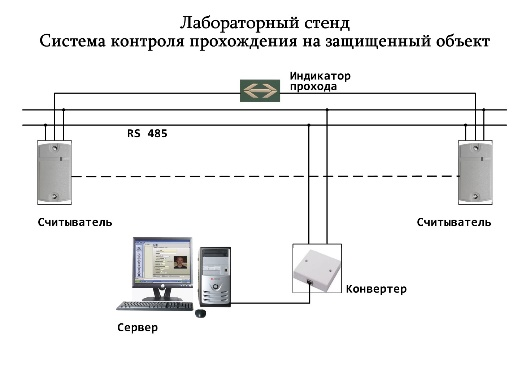 Лабораторный стенд
Система контроля прохождения на защищенный объект
Индикатор
прохода
RS 485
Считыватель
Считыватель
Конвертер
Сервер